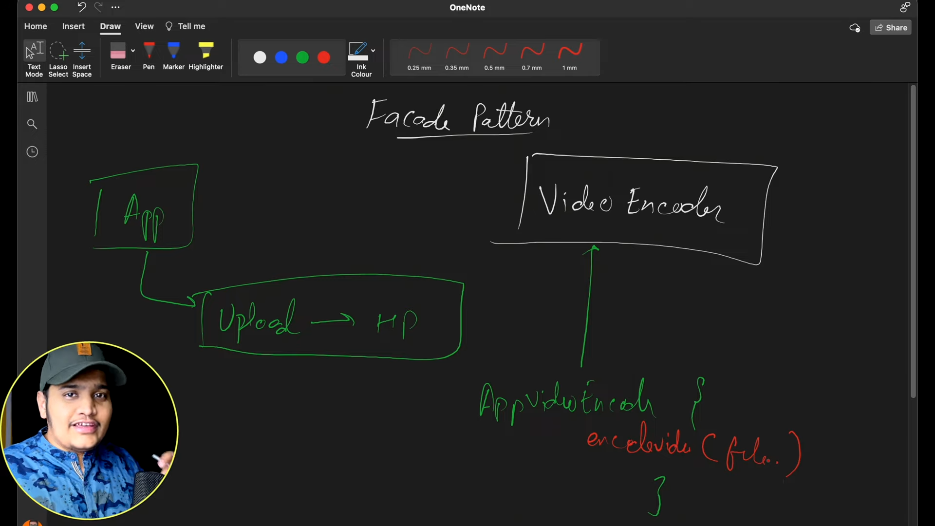 OneNote
Home Insert Draw View Tell me
Share
Text Mode
Lasso Select
Insert Space
Eraser
Pen
Marker
Highlighter
Ink Colour
0.25 mm 0.35 mm 0.5 mm 0.7 mm 1 mm
Facade Pattern
App
Video Encoder
Upload → HP
AppVideoEncodr {
encodevideo (file..)
}